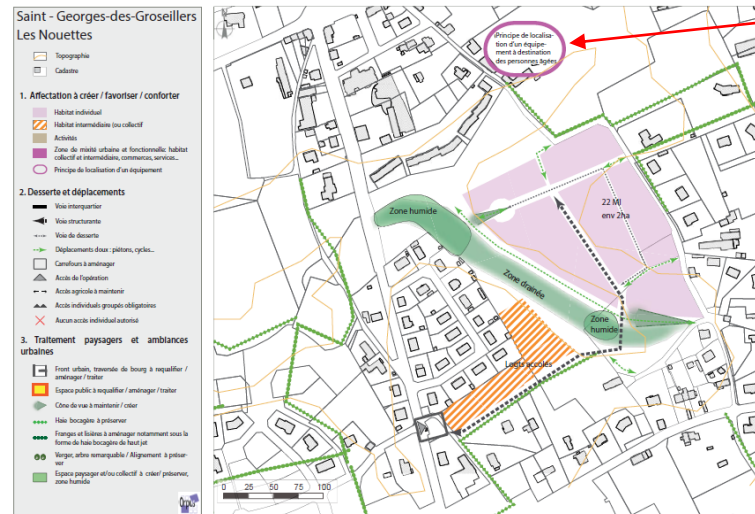 Saint - Georges-des-Groseillers
Les Nouettes
Topographie
Cadastre
1. Affectation à créer / favoriser / conforter
Habitat individuel
Habitat intermédiaire (ou collectif
Activités
Zone de mixité urbaine et fonctionnelle: habitat
collectif et intermédiaire, commerces, services...
Principe de localisation d'un équipement
2. Desserte et déplacements
Voie interquartier
Voie structurante
Voie de desserte
Déplacements doux : piétons, cycles...
Carrefours à aménager
Accès de l'opération
Accès agricole à maintenir
Accès individuels groupés obligatoires
Aucun accès individuel autorisé
3. Traitement paysagers et ambiances
urbaines
Front urbain, traversée de bourg à requalifier /
aménager / traiter
Espace public à requalifier / aménager / traiter
Cône de vue à maintenir / créer
Haie bocagère à préserver
Franges et lisières à aménager notamment sous la
forme de haie bocagère de haut jet
Verger, arbre remarquable / Alignement à préser-
ver
Espace paysager et/ou collectif à créer/ préserver,
zone humide
Principe de localisa-
tion d'un équipe-
ment à destination
des personnes âgées
22 Ml
env 2ha
Zone humide
Zone drainée
Zone
humide
Logts accolés
0 25 50 75 100